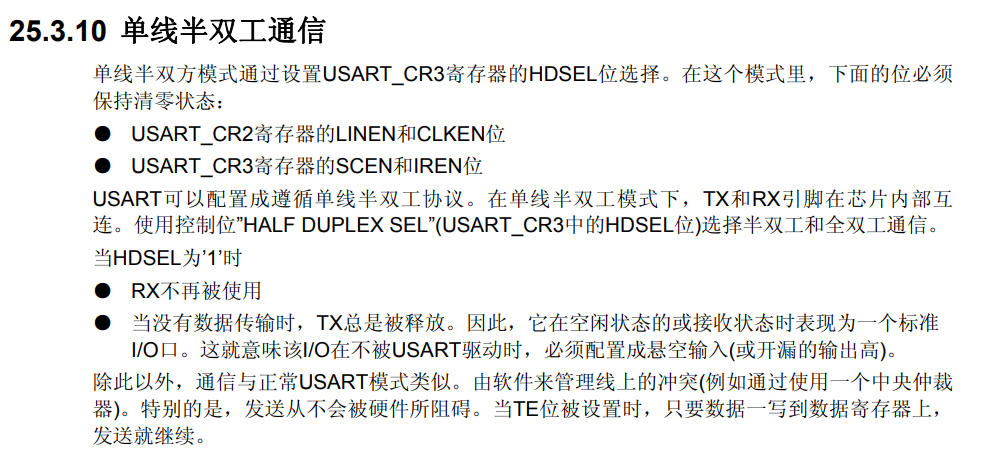 25.3.10 单线半双工通信
单线半双方模式通过设置USART_CR3寄存器的HDSEL位选择。在这个模式里，下面的位必须
保持清零状态：
● USART_CR2寄存器的LINEN和CLKEN位
● USART_CR3寄存器的SCEN和IREN位
USART可以配置成遵循单线半双工协议。在单线半双工模式下，TX和RX引脚在芯片内部互
连。使用控制位”HALF DUPLEX SEL”(USART_CR3中的HDSEL位)选择半双工和全双工通信。
当HDSEL为’1’时
● RX不再被使用
● 当没有数据传输时，TX总是被释放。因此，它在空闲状态的或接收状态时表现为一个标准
I/O口。这就意味该I/O在不被USART驱动时，必须配置成悬空输入(或开漏的输出高)。
除此以外，通信与正常USART模式类似。由软件来管理线上的冲突(例如通过使用一个中央仲裁
器)。特别的是，发送从不会被硬件所阻碍。当TE位被设置时，只要数据一写到数据寄存器上，
发送就继续。